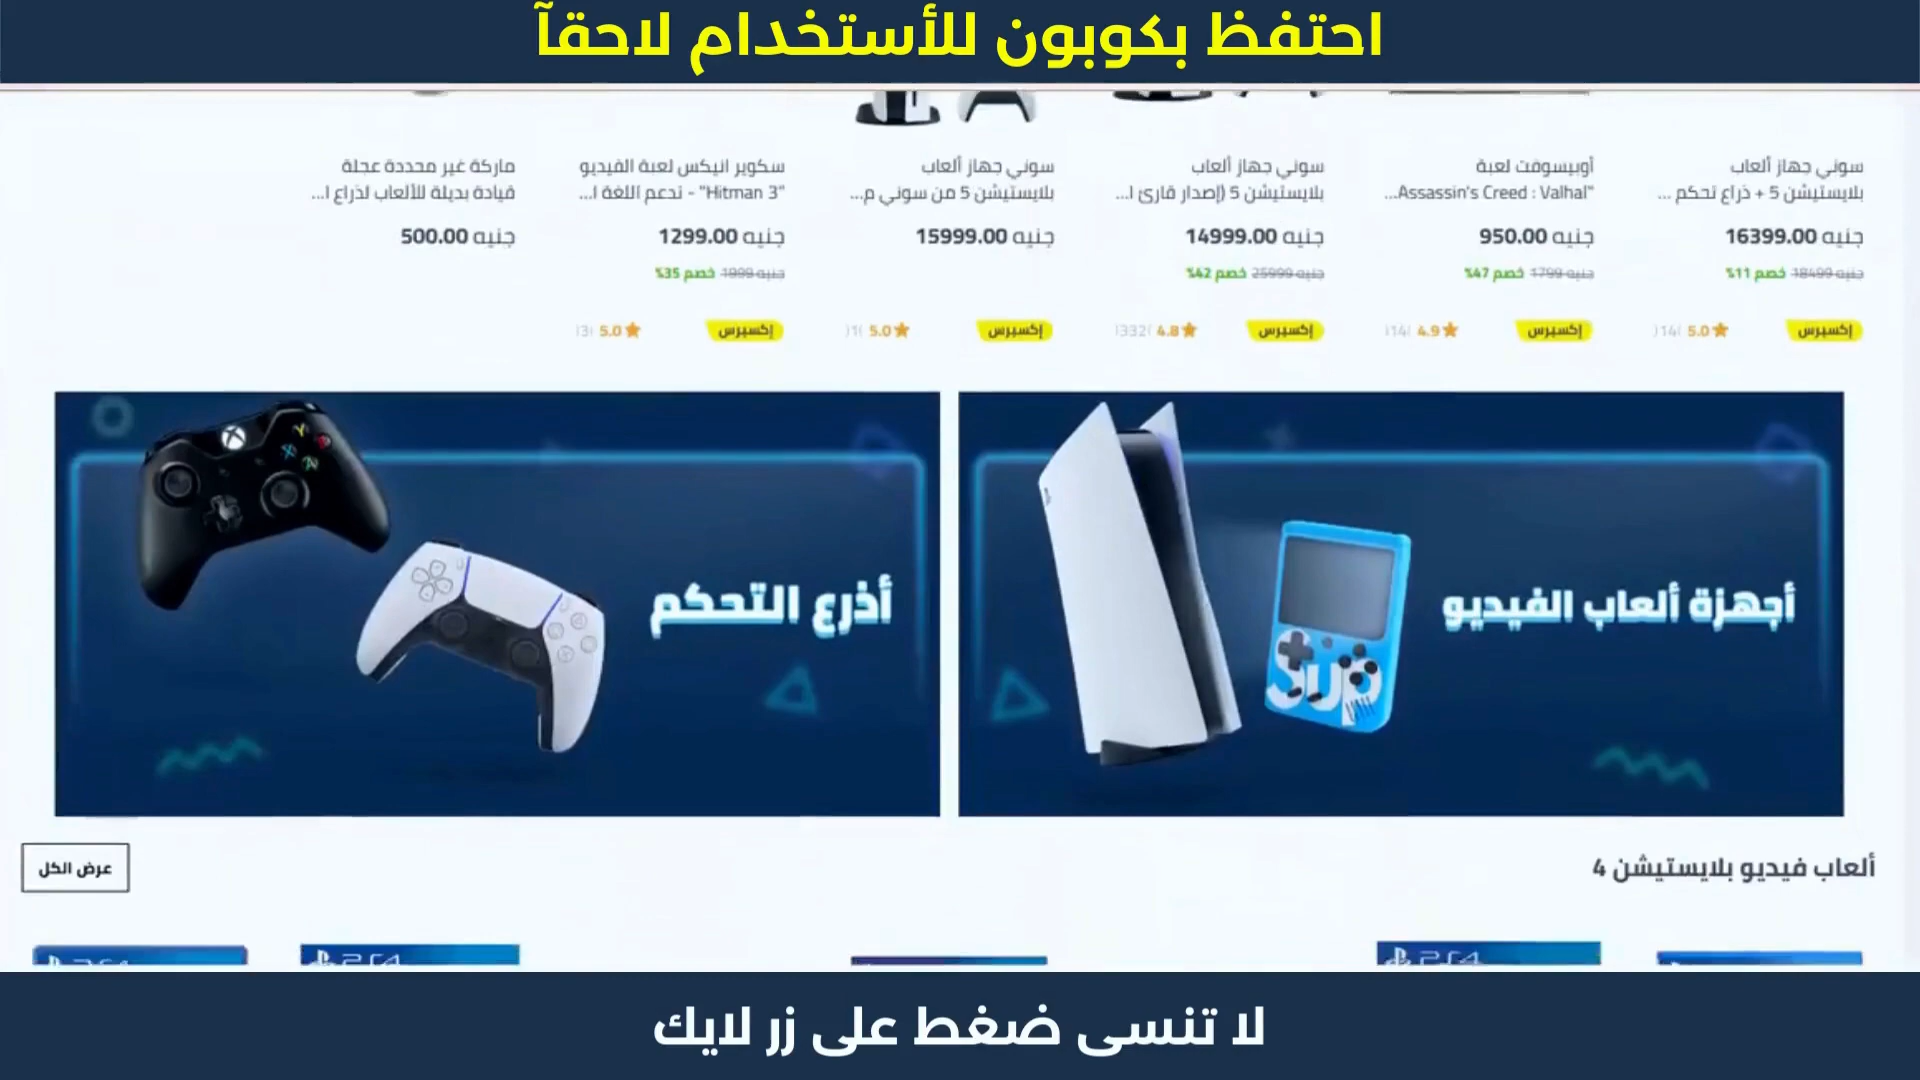 احتفظ بكوبون للأستخدام لاحقآ
سوني جهاز ألعاب
بلايستيشن 5 + ذراع تحكم ...
جنيه 16399.00
جنيه 18499 خصم 11%
إكسبرس
5.0 (14)
أوبيسوفت لعبة
"Assassin's Creed : Valhal...
جنيه 950.00
جنيه 1799 خصم 47%
إكسبرس
4.9 (14)
سوني جهاز ألعاب
بلايستيشن 5 (إصدار قارئ ا...
جنيه 14999.00
جنيه 25999 خصم 42%
إكسبرس
4.8 (332)
سوني جهاز ألعاب
بلايستيشن 5 من سوني م...
جنيه 15999.00
إكسبرس
5.0 (1)
سكوير انيكس لعبة الفيديو
"Hitman 3" - تدعم اللغة ا...
جنيه 1299.00
جنيه 1999 خصم 35%
إكسبرس
5.0 (3)
ماركة غير محددة عجلة
قيادة بديلة للألعاب لذراع ا...
جنيه 500.00
أجهزة ألعاب الفيديو
Sup
أذرع التحكم
ألعاب فيديو بلايستيشن 4
عرض الكل
PS4
PS4
PS4
لا تنسى ضغط على زر لايك